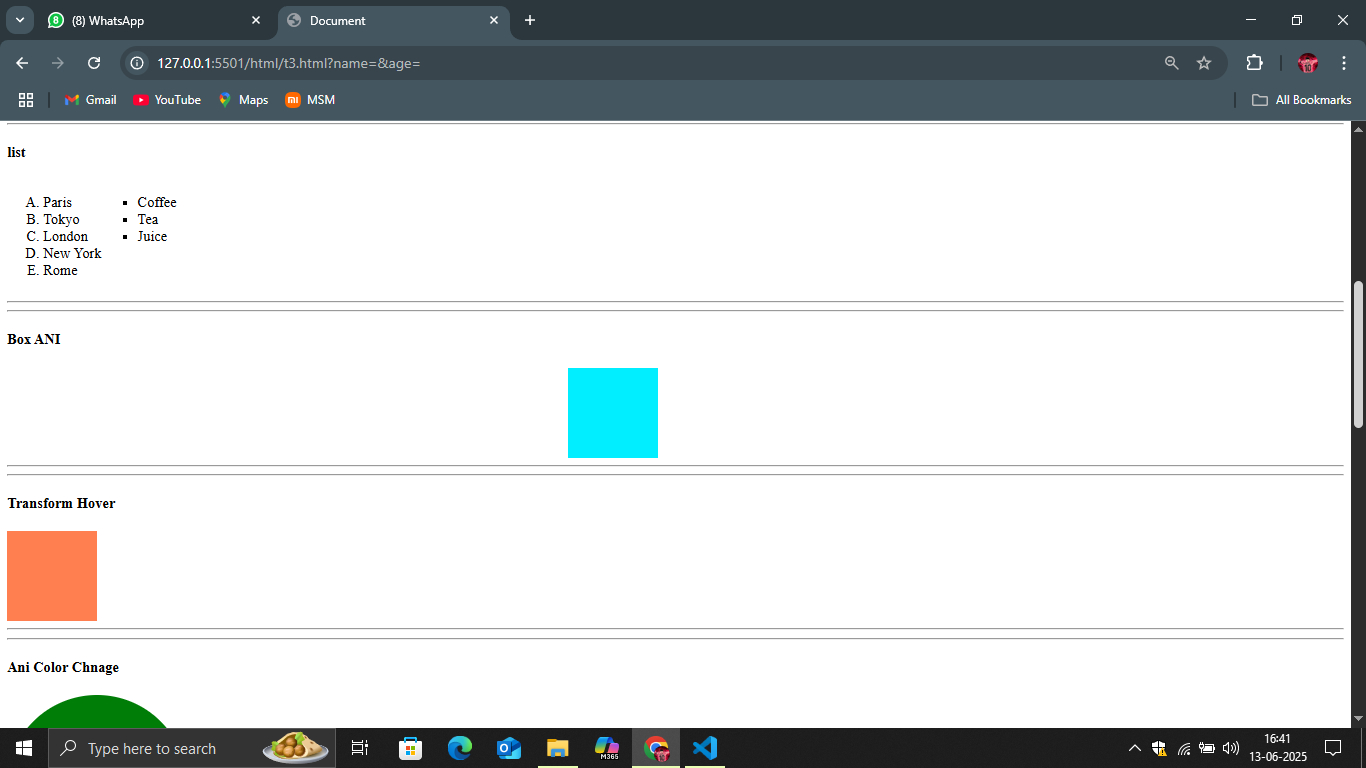 8 (8) WhatsApp
Document
127.0.0.1:5501/html/t3.html?name=&age=
Gmail YouTube Maps MSM All Bookmarks
list
A. Paris
B. Tokyo
C. London
D. New York
E. Rome
▪ Coffee
▪ Tea
▪ Juice
Box ANI
Transform Hover
Ani Color Chnage
Type here to search
M365
16:41
13-06-2025